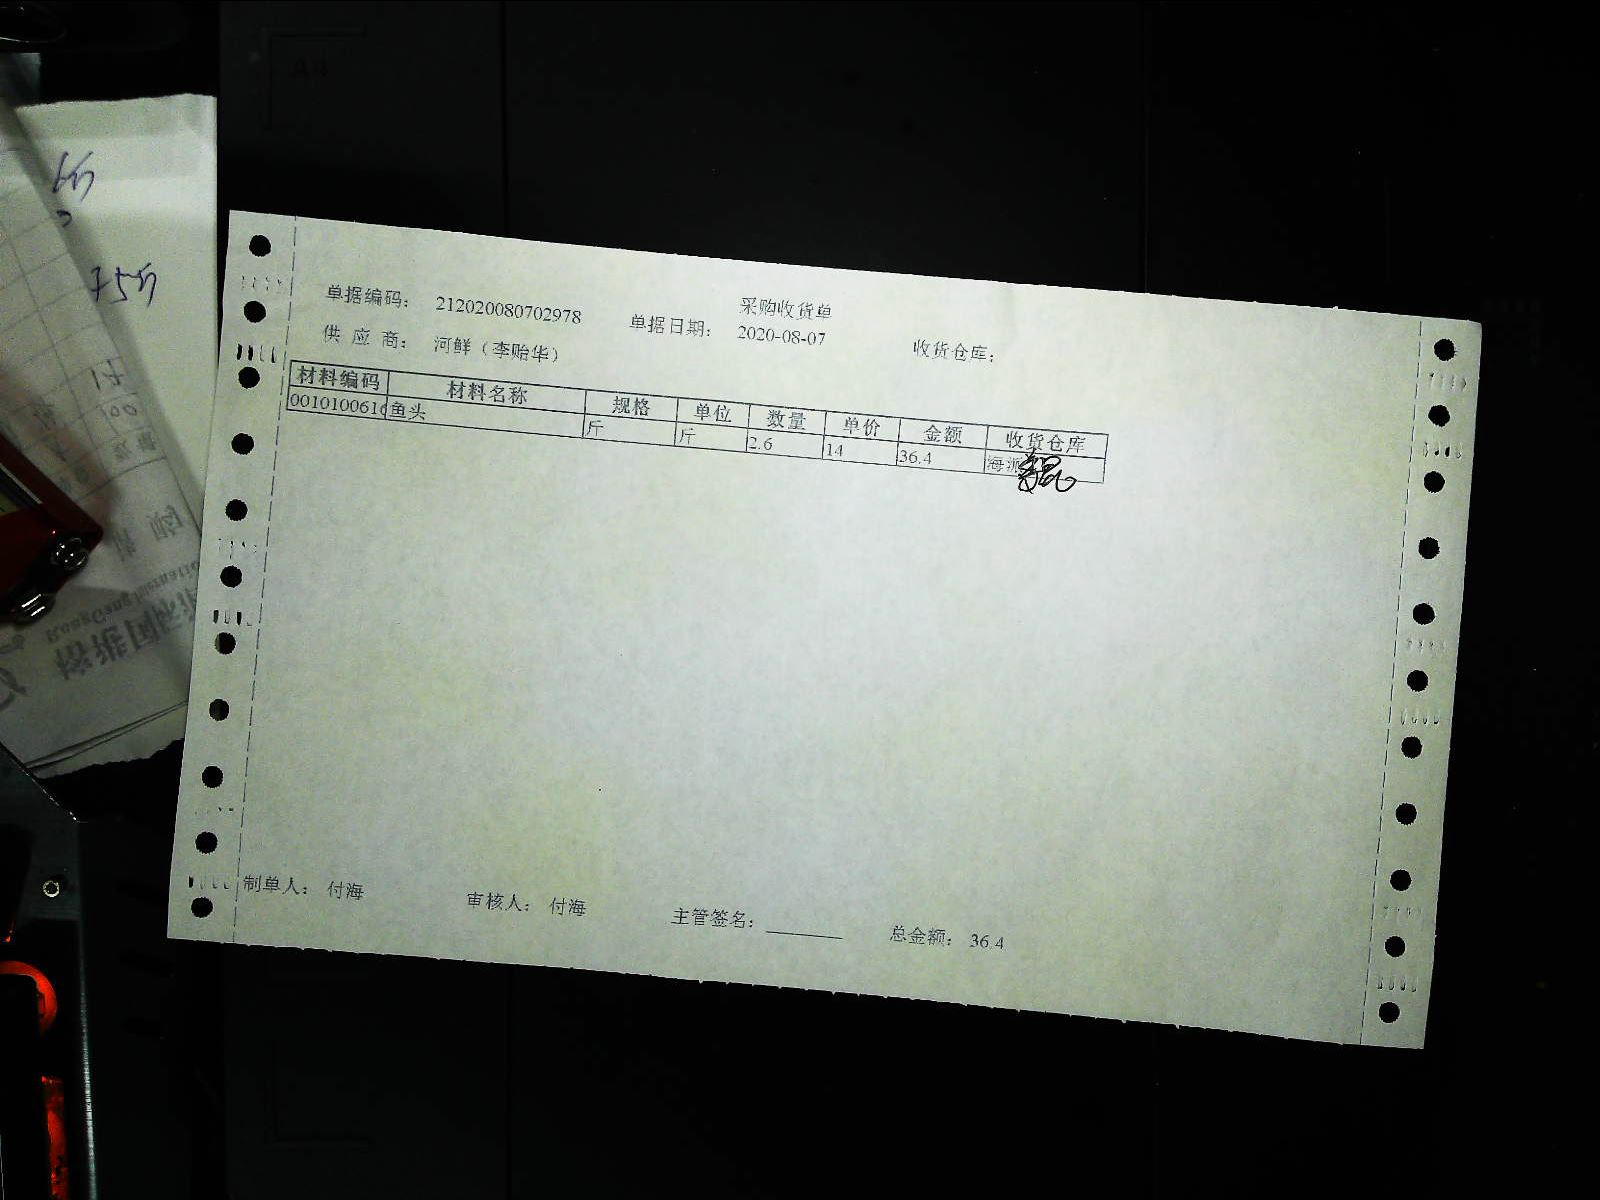 采购收货单
单据编码： 212020080702978 单据日期： 2020-08-07 收货仓库：
供 应 商： 河鲜（李贻华）
材料编码 材料名称 规格 单位 数量 单价 金额 收货仓库
0010100616 鱼头 斤 斤 2.6 14 36.4 海派
制单人： 付海 审核人： 付海 主管签名： 总金额： 36.4